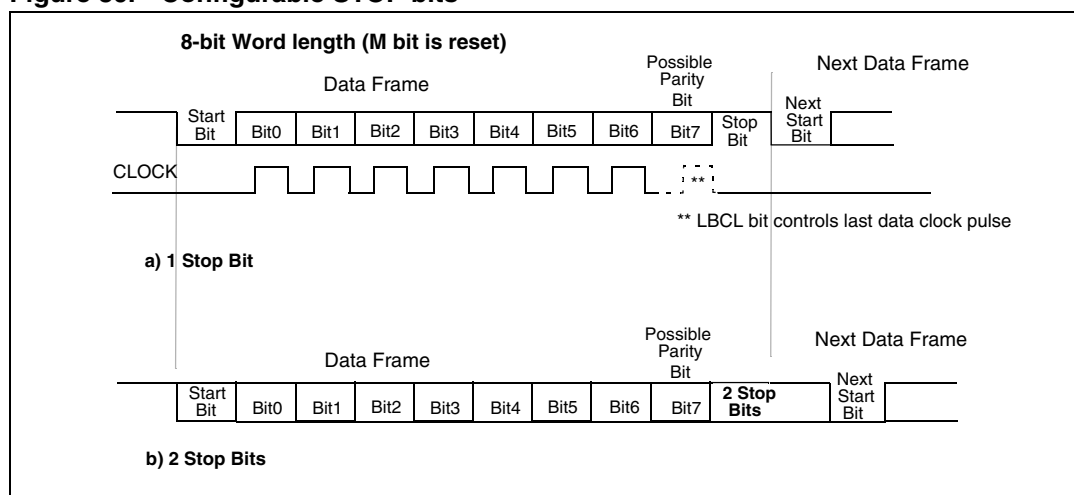 8-bit Word length (M bit is reset)
Data Frame
Possible
Parity
Bit
Next Data Frame
Start
Bit
Bit0
Bit1
Bit2
Bit3
Bit4
Bit5
Bit6
Bit7
Stop
Bit
Next
Start
Bit
CLOCK
**
** LBCL bit controls last data clock pulse
a) 1 Stop Bit
Data Frame
Possible
Parity
Bit
Next Data Frame
Start
Bit
Bit0
Bit1
Bit2
Bit3
Bit4
Bit5
Bit6
Bit7
2 Stop
Bits
Next
Start
Bit
b) 2 Stop Bits